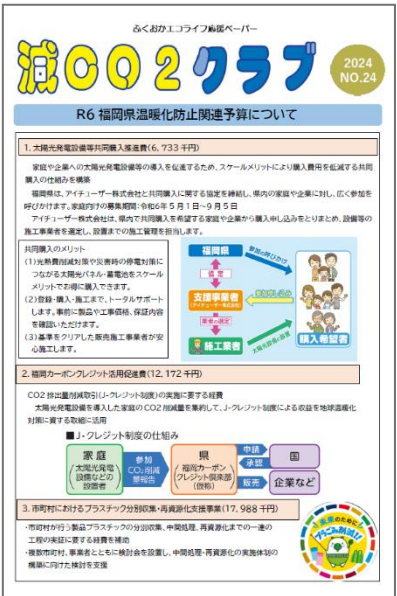 ふくおかエコライフ応援ペーパー
減CO2クラブ
2024
NO.24
R6 福岡県温暖化防止関連予算について
1. 太陽光発電設備等共同購入推進費(6,733千円)
家庭や企業への太陽光発電設備等の導入を促進するため、スケールメリットにより購入費用を低減する共同
購入の仕組みを構築
福岡県は、アイチューザー株式会社と共同購入に関する協定を締結し、県内の家庭や企業に対し、広く参加を
呼びかけます。家庭向けの募集期間:令和6年5月1日～9月5日
アイチューザー株式会社は、県内で共同購入を希望する家庭や企業から購入申し込みをとりまとめ、設備等の
施工事業者を選定し、設置までの施工管理を担当します。
共同購入のメリット
(1)光熱費削減対策や災害時の停電対策に
つながる太陽光パネル・蓄電池をスケール
メリットでお得に購入できます。
(2)登録・購入・施工まで、トータルサポート
します。事前に製品や工事価格、保証内容
を確認いただけます。
(3)基準をクリアした販売施工事業者が安
心施工します。
福岡県
参加の呼びかけ
協定
支援事業者
(アイチューザー株式会社)
参加申し込み
業者の選定
施工業者
太陽光設備の設置
購入希望者
2. 福岡カーボンクレジット活用促進費(12,172千円)
CO2 排出量削減取引(J-クレジット制度)の実施に要する経費
太陽光発電設備を導入した家庭のCO2削減量を集約して、J-クレジット制度による収益を地球温暖化
対策に資する取組に活用
■J-クレジット制度の仕組み
家庭
太陽光発電
設備などの
設置者
参加
CO₂削減
量報告
県
福岡カーボン
クレジット倶楽部
(仮称)
申請
承認
国
販売
企業など
3. 市町村におけるプラスチック分別収集・再資源化支援事業(17,988千円)
・市町村が行う製品プラスチックの分別収集、中間処理、再資源化までの一連の
工程の実証に要する経費を補助
・複数市町村、事業者とともに検討会を設置し、中間処理・再資源化の実施体制の
構築に向けた検討を支援
未来のために
プラごみ削減!!